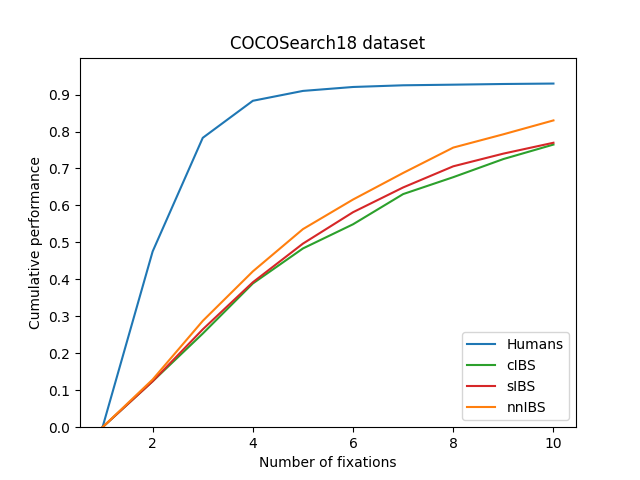 COCOSearch18 dataset
Cumulative performance
0.9
0.8
0.7
0.6
0.5
0.4
0.3
0.2
0.1
0.0
2
4
6
8
10
Number of fixations
Humans
cIBS
sIBS
nnIBS